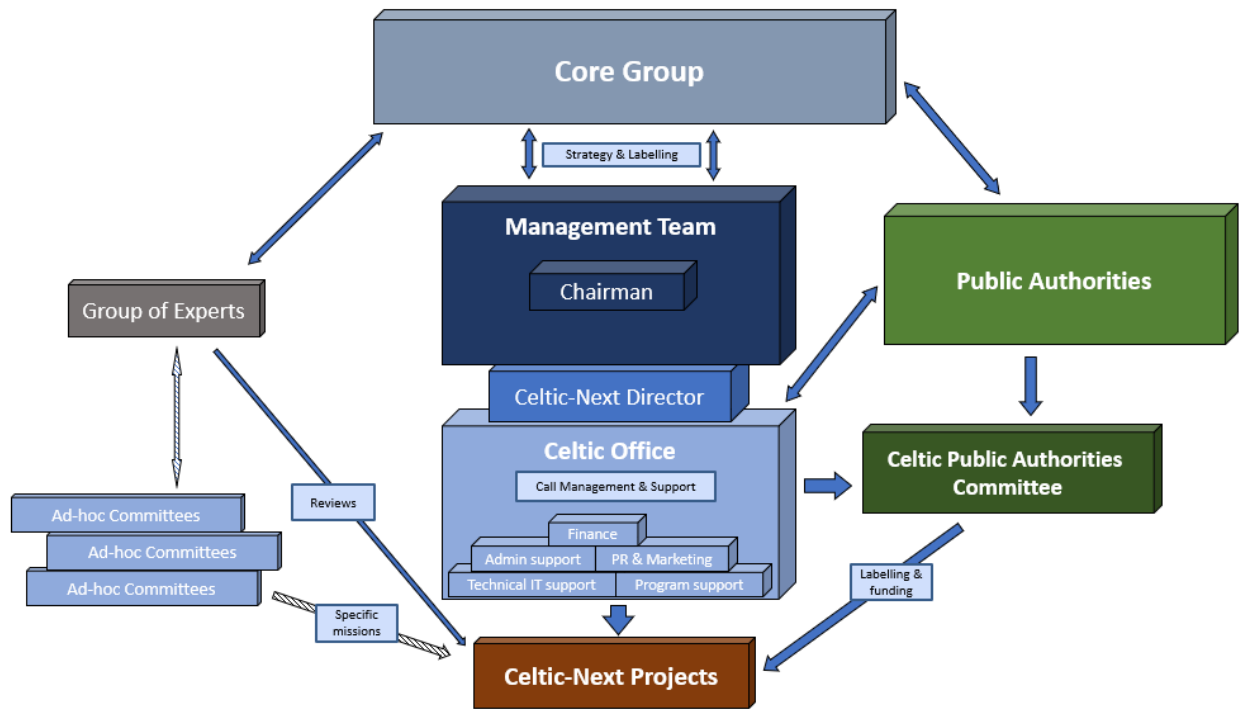 Core Group
Strategy & Labelling
Management Team
Chairman
Public Authorities
Group of Experts
Celtic-Next Director
Celtic Office
Call Management & Support
Celtic Public Authorities
Committee
Reviews
Ad-hoc Committees
Ad-hoc Committees
Ad-hoc Committees
Finance
Admin support
PR & Marketing
Technical IT support
Program support
Labelling &
funding
Specific
missions
Celtic-Next Projects